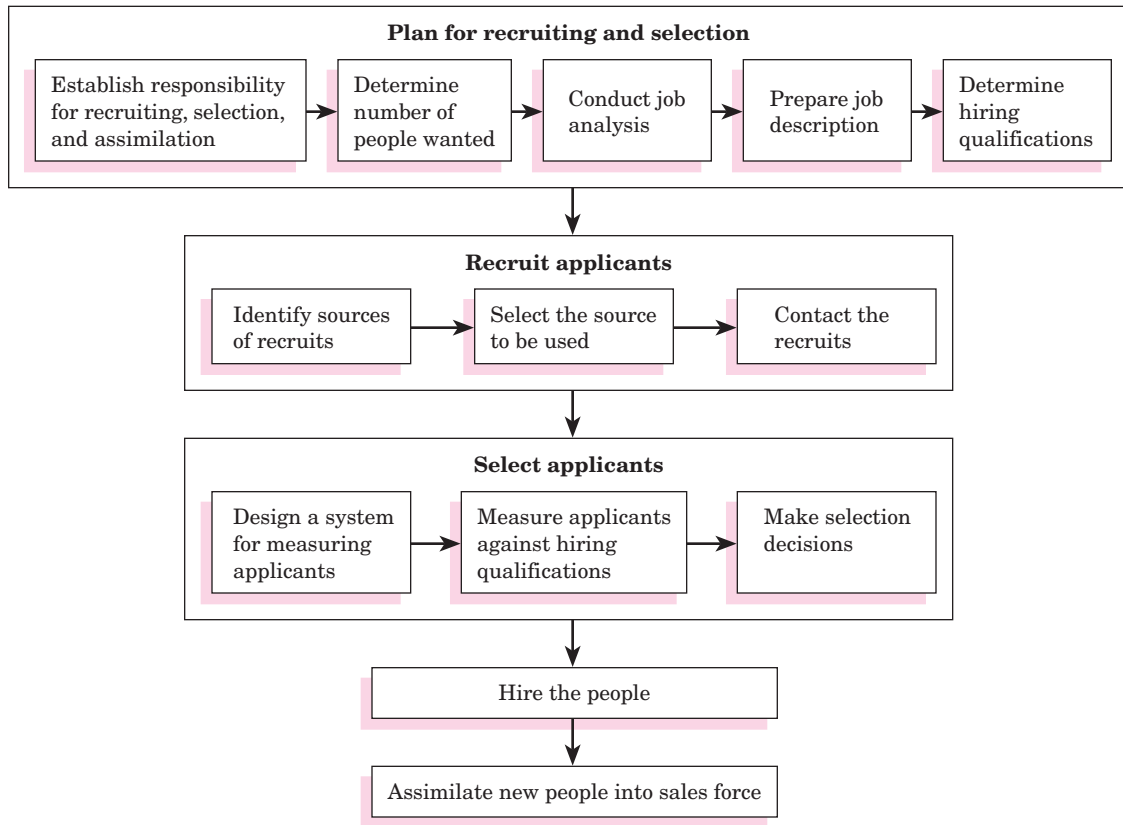 Plan for recruiting and selection
Establish responsibility
for recruiting, selection,
and assimilation
Determine
number of
people wanted
Conduct job
analysis
Prepare job
description
Determine
hiring
qualifications
Recruit applicants
Identify sources
of recruits
Select the source
to be used
Contact the
recruits
Select applicants
Design a system
for measuring
applicants
Measure applicants
against hiring
qualifications
Make selection
decisions
Hire the people
Assimilate new people into sales force